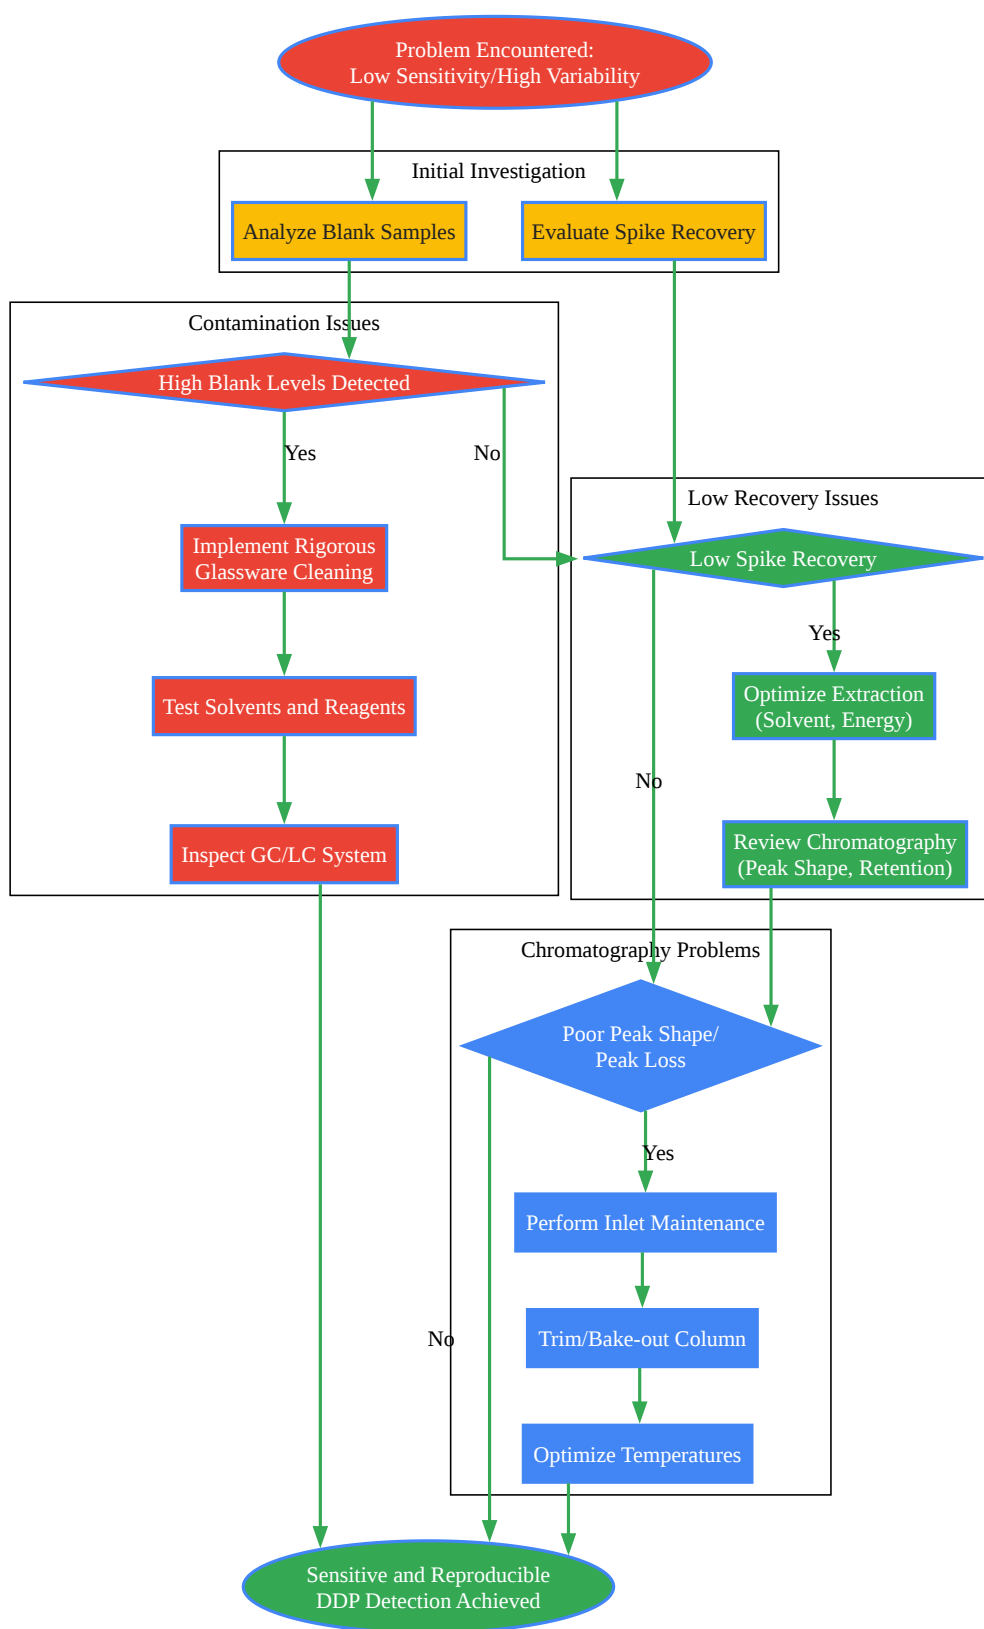 Problem Encountered:
Low Sensitivity/High Variability
Initial Investigation
Analyze Blank Samples
Evaluate Spike Recovery
Contamination Issues
High Blank Levels Detected
Yes
No
Low Recovery Issues
Implement Rigorous
Glassware Cleaning
Low Spike Recovery
Yes
Test Solvents and Reagents
Optimize Extraction
(Solvent, Energy)
No
Inspect GC/LC System
Review Chromatography
(Peak Shape, Retention)
Chromatography Problems
Poor Peak Shape/
Peak Loss
Yes
Perform Inlet Maintenance
No
Trim/Bake-out Column
Optimize Temperatures
Sensitive and Reproducible
DDP Detection Achieved